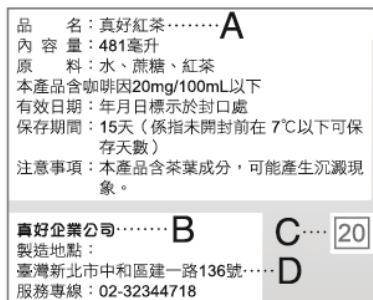 品名：真好紅茶········A
內容量：481毫升
原料：水、蔗糖、紅茶
本產品含咖啡因20mg/100mL以下
有效日期：年月日標示於封口處
保存期間：15天（係指未開封前在 7℃以下可保
存天數）
注意事項：本產品含茶葉成分，可能產生沉澱現
象。
真好企業公司········B
C····20
製造地點：
臺灣新北市中和區建一路136號·····D
服務專線：02-32344718